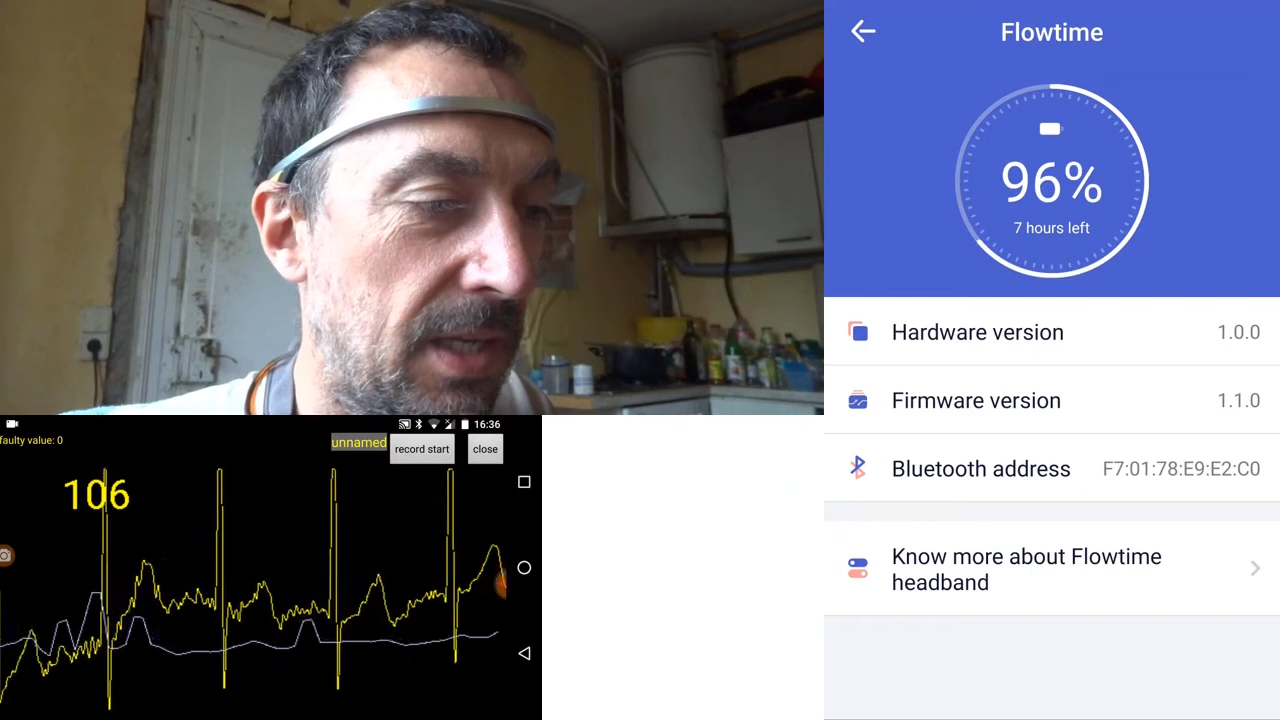 Flowtime
96%
7 hours left
Hardware version 1.0.0
Firmware version 1.1.0
Bluetooth address F7:01:78:E9:E2:C0
Know more about Flowtime
headband
16:36
faulty value: 0
unnamed
record start
close
106